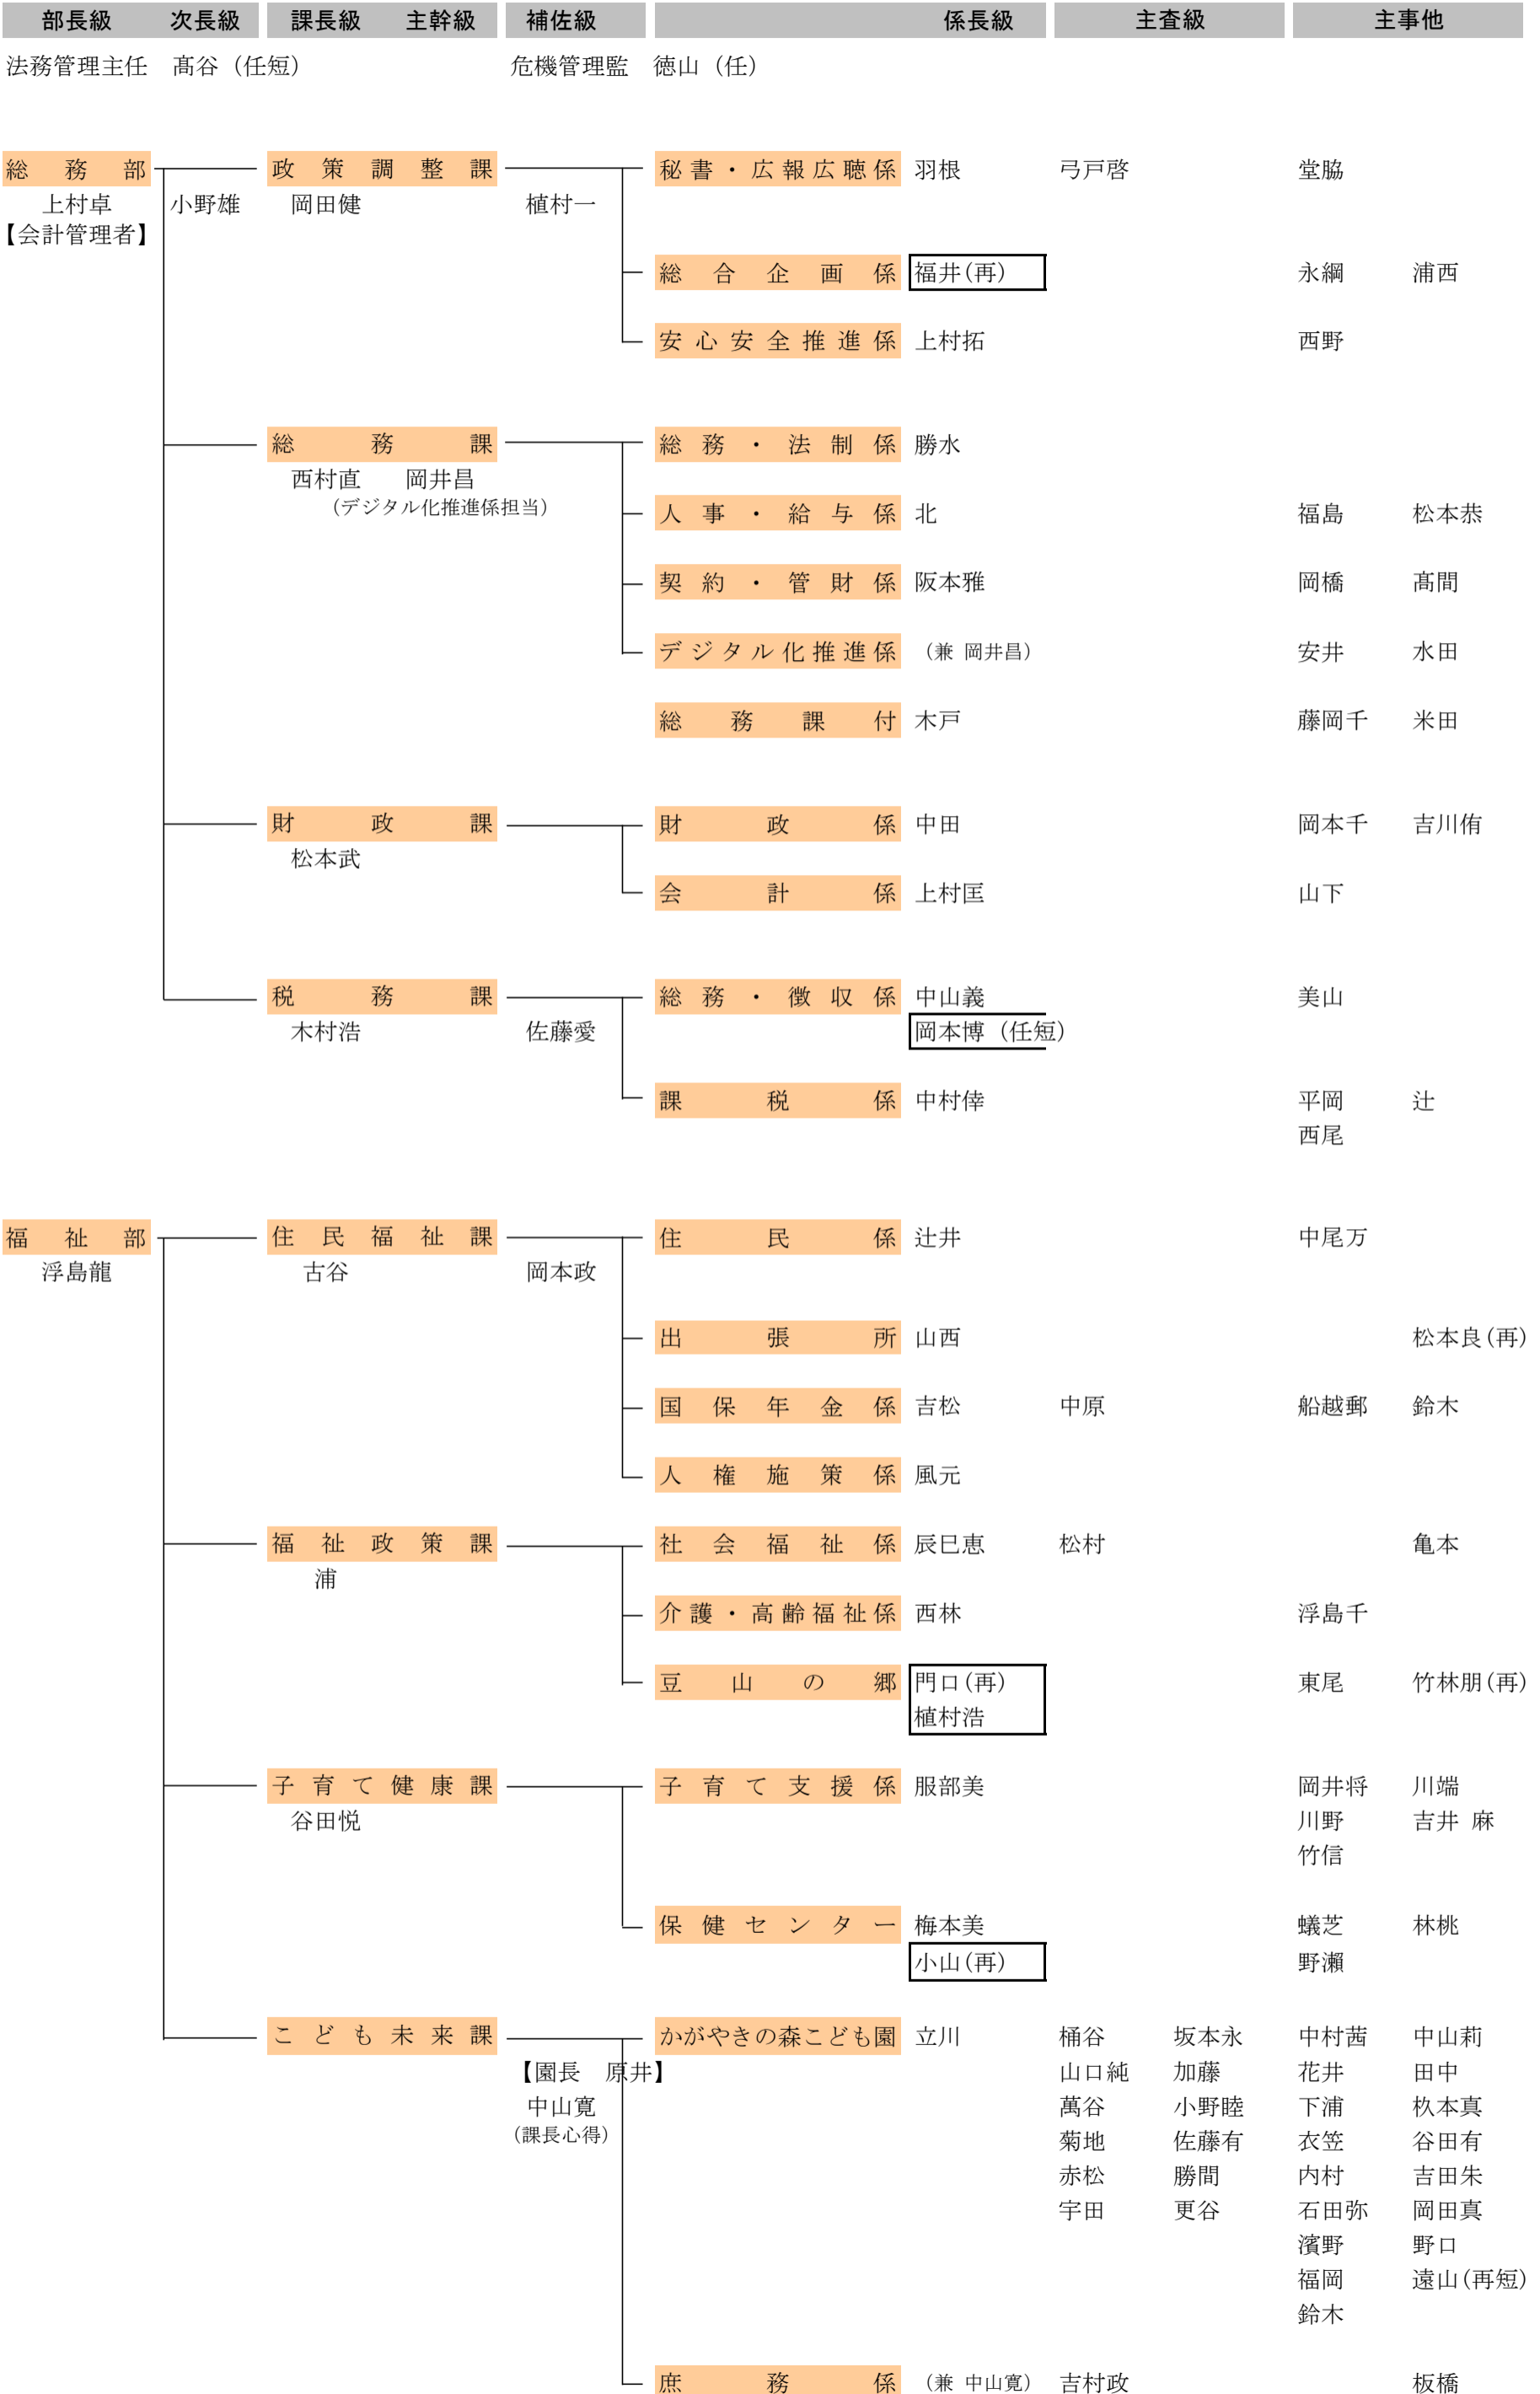 部長級 次長級 課長級 主幹級 補佐級 係長級 主査級 主事他
法務管理主任 髙谷（任短） 危機管理監 徳山（任）
総務部 政策調整課 秘書・広報広聴係 羽根 弓戸啓 堂脇
上村卓 小野雄 岡田健 植村一
【会計管理者】
総合企画係 福井(再) 永綱 浦西
安心安全推進係 上村拓 西野
総務課 総務・法制係 勝水
西村直 岡井昌
（デジタル化推進係担当）
人事・給与係 北 福島 松本恭
契約・管財係 阪本雅 岡橋 髙間
デジタル化推進係 （兼 岡井昌） 安井 水田
総務課付 木戸 藤岡千 米田
財政課 財政係 中田 岡本千 吉川侑
松本武
会計係 上村匡 山下
税務課 総務・徴収係 中山義 美山
木村浩 佐藤愛 岡本博（任短）
課税係 中村倖 平岡 辻
西尾
福祉部 住民福祉課 住民係 辻井 中尾万
浮島龍 古谷 岡本政
出張所 山西 松本良(再)
国保年金係 吉松 中原 船越郵 鈴木
人権施策係 風元
福祉政策課 社会福祉係 辰巳恵 松村 亀本
浦
介護・高齢福祉係 西林 浮島千
豆山の郷 門口(再) 東尾 竹林朋(再)
植村浩
子育て健康課 子育て支援係 服部美 岡井将 川端
谷田悦 川野 吉井 麻
竹信
保健センター 梅本美 蟻芝 林桃
小山(再) 野瀬
こども未来課 かがやきの森こども園 立川 桶谷 坂本永 中村茜 中山莉
【園長 原井】 山口純 加藤 花井 田中
中山寛 萬谷 小野睦 下浦 杦本真
（課長心得） 菊地 佐藤有 衣笠 谷田有
赤松 勝間 内村 吉田朱
宇田 更谷 石田弥 岡田真
濱野 野口
福岡 遠山(再短)
鈴木
庶務係 （兼 中山寛） 吉村政 板橋